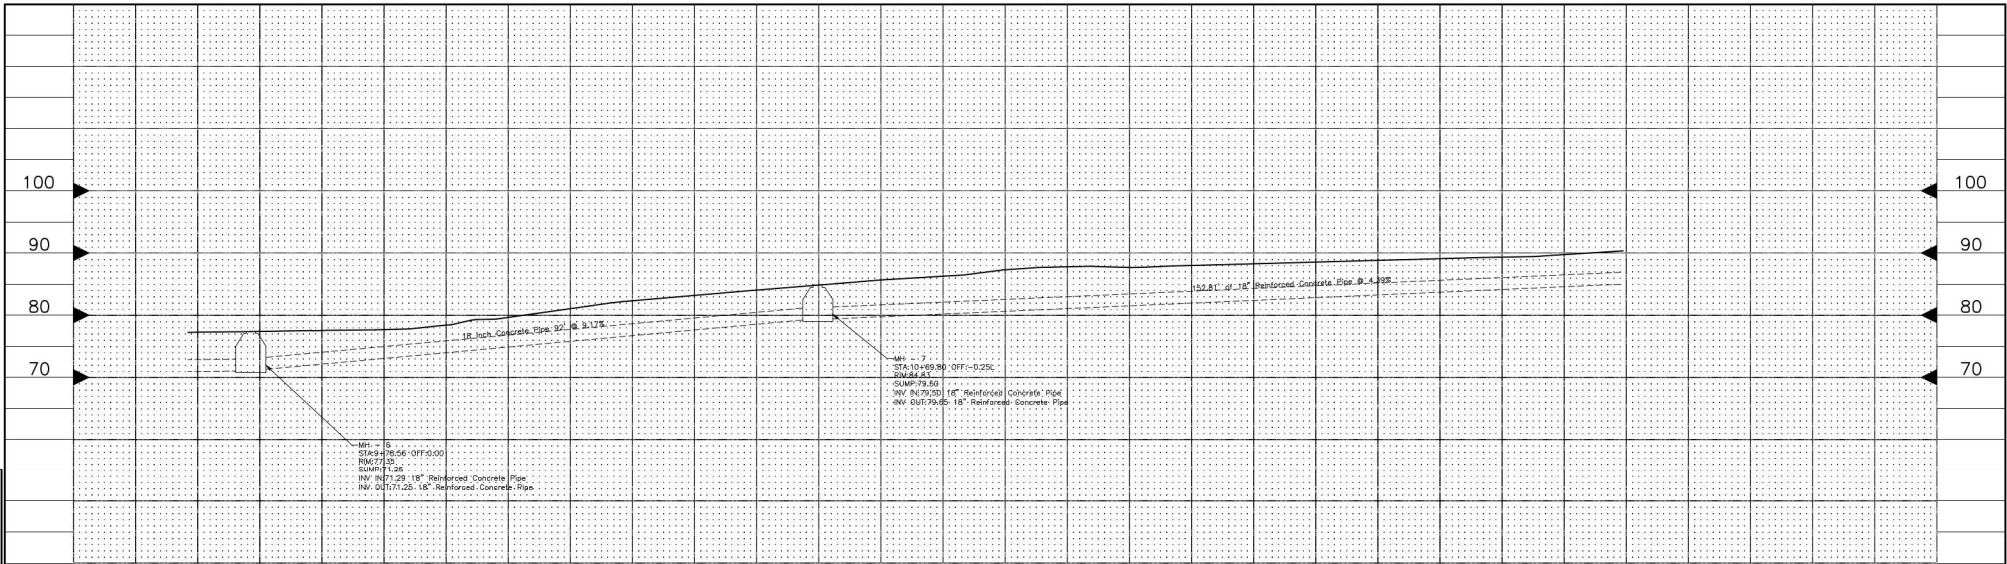 100
100
90
90
80
80
70
70
18 Inch Concrete Pipe 92' @ 9.17%
152.81' of 18" Reinforced Concrete Pipe @ 4.39%
MH - 7
STA:10+69.80 OFF:-0.25L
RIM:84.83
SUMP:79.50
INV IN:79.50 18" Reinforced Concrete Pipe
INV OUT:79.65 18" Reinforced Concrete Pipe
MH - 6
STA:9+78.56 OFF:0.00
RIM:77.35
SUMP:71.25
INV IN:71.29 18" Reinforced Concrete Pipe
INV OUT:71.25 18" Reinforced Concrete Pipe